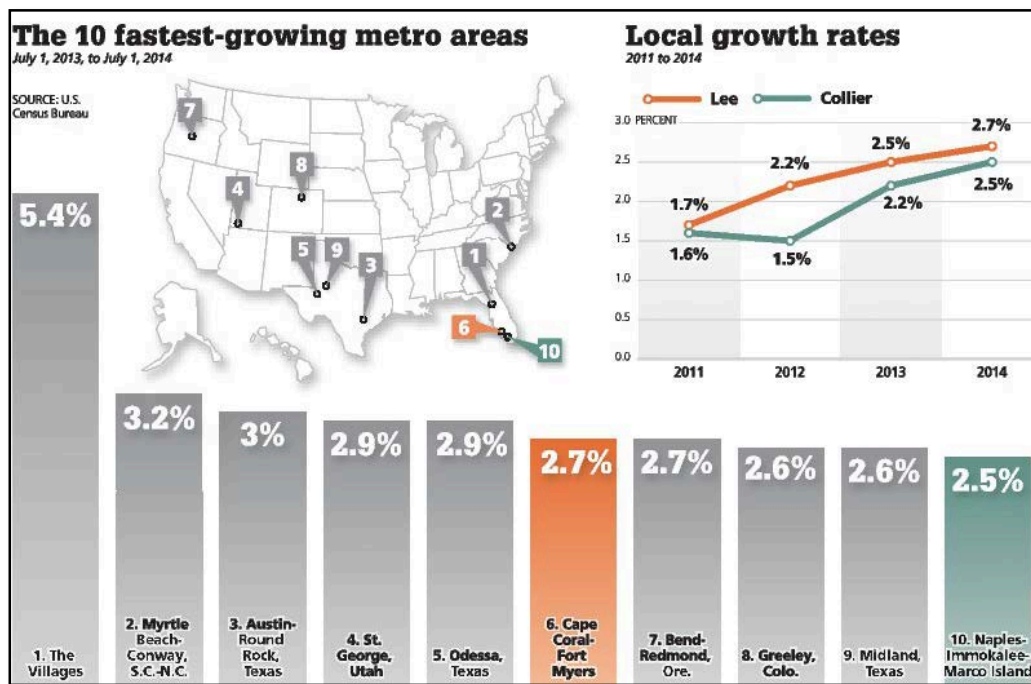 The 10 fastest-growing metro areas
July 1, 2013, to July 1, 2014
SOURCE: U.S.
Census Bureau
7
8
4
2
5
9
3
1
6
10
Local growth rates
2011 to 2014
Lee
Collier
3.0 PERCENT
2.5
2.0
1.5
1.0
0.5
0.0
1.7%
2.2%
2.5%
2.7%
1.6%
1.5%
2.2%
2.5%
2011
2012
2013
2014
5.4%
1. The
Villages
3.2%
2. Myrtle
Beach-
Conway,
S.C.-N.C.
3%
3. Austin-
Round
Rock,
Texas
2.9%
4. St.
George,
Utah
2.9%
5. Odessa,
Texas
2.7%
6. Cape
Coral-
Fort
Myers
2.7%
7. Bend-
Redmond,
Ore.
2.6%
8. Greeley,
Colo.
2.6%
9. Midland,
Texas
2.5%
10. Naples-
Immokalee-
Marco Island